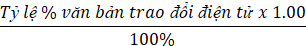 Tỷ lệ % văn bản trao đổi điện tử x 1.00
100%